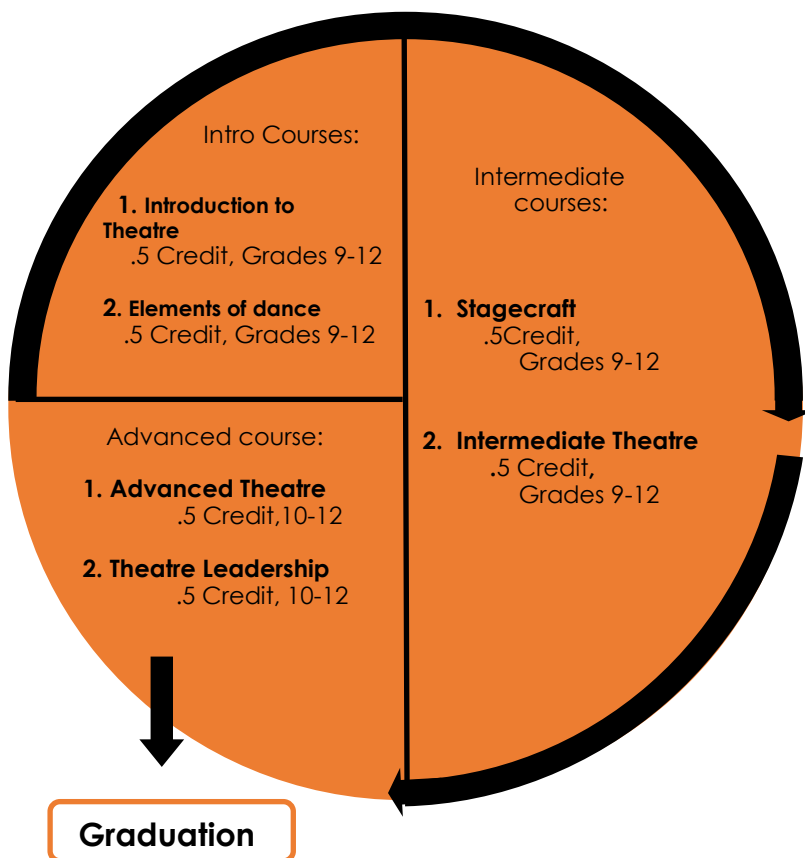 Intro Courses:
1. Introduction to
Theatre
.5 Credit, Grades 9-12
2. Elements of dance
.5 Credit, Grades 9-12
Intermediate
courses:
1. Stagecraft
.5Credit,
Grades 9-12
2. Intermediate Theatre
.5 Credit,
Grades 9-12
Advanced course:
1. Advanced Theatre
.5 Credit,10-12
2. Theatre Leadership
.5 Credit, 10-12
Graduation